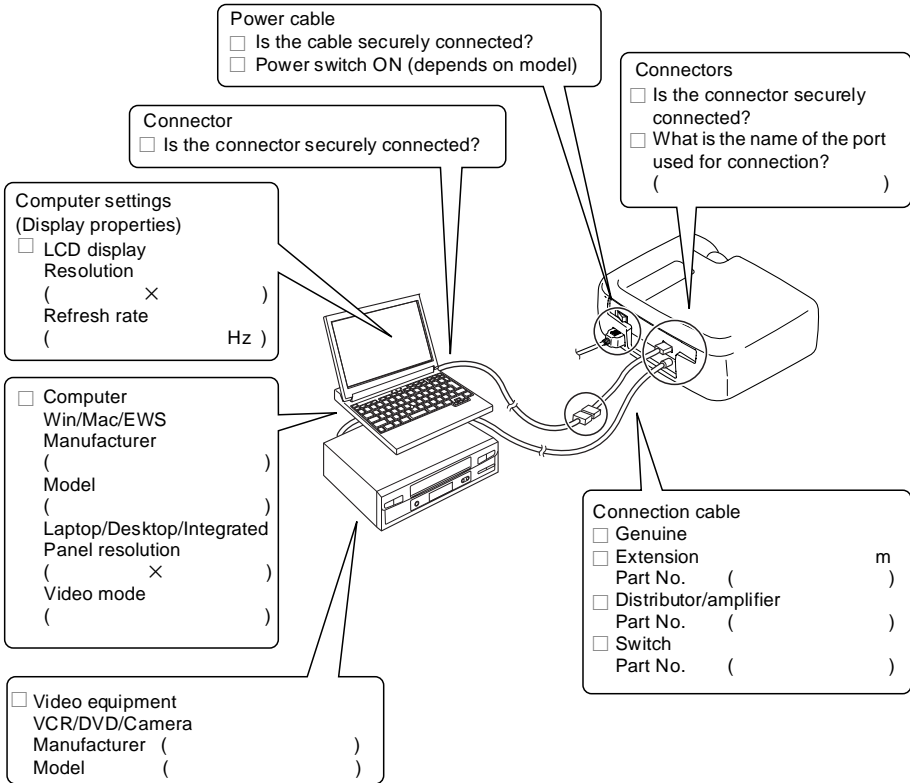 Power cable
□ Is the cable securely connected?
□ Power switch ON (depends on model)
Connectors
□ Is the connector securely
connected?
□ What is the name of the port
used for connection?
( )
Connector
□ Is the connector securely connected?
Computer settings
(Display properties)
□ LCD display
Resolution
( × )
Refresh rate
( Hz )
□ Computer
Win/Mac/EWS
Manufacturer
( )
Model
( )
Laptop/Desktop/Integrated
Panel resolution
( × )
Video mode
( )
Connection cable
□ Genuine
□ Extension m
Part No. ( )
□ Distributor/amplifier
Part No. ( )
□ Switch
Part No. ( )
□ Video equipment
VCR/DVD/Camera
Manufacturer ( )
Model ( )